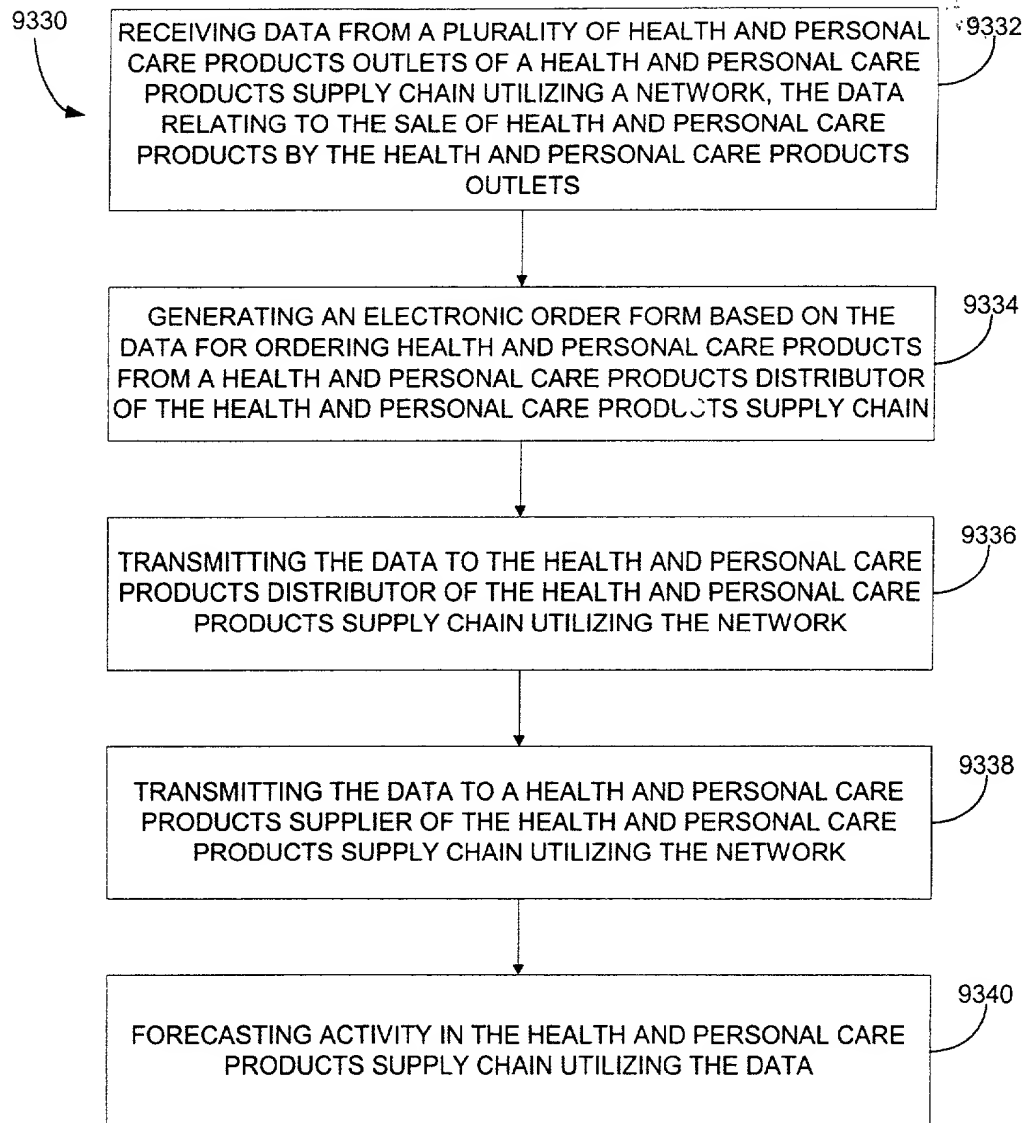 9330
9332
RECEIVING DATA FROM A PLURALITY OF HEALTH AND PERSONAL
CARE PRODUCTS OUTLETS OF A HEALTH AND PERSONAL CARE
PRODUCTS SUPPLY CHAIN UTILIZING A NETWORK, THE DATA
RELATING TO THE SALE OF HEALTH AND PERSONAL CARE
PRODUCTS BY THE HEALTH AND PERSONAL CARE PRODUCTS
OUTLETS
9334
GENERATING AN ELECTRONIC ORDER FORM BASED ON THE
DATA FOR ORDERING HEALTH AND PERSONAL CARE PRODUCTS
FROM A HEALTH AND PERSONAL CARE PRODUCTS DISTRIBUTOR
OF THE HEALTH AND PERSONAL CARE PRODUCTS SUPPLY CHAIN
9336
TRANSMITTING THE DATA TO THE HEALTH AND PERSONAL CARE
PRODUCTS DISTRIBUTOR OF THE HEALTH AND PERSONAL CARE
PRODUCTS SUPPLY CHAIN UTILIZING THE NETWORK
9338
TRANSMITTING THE DATA TO A HEALTH AND PERSONAL CARE
PRODUCTS SUPPLIER OF THE HEALTH AND PERSONAL CARE
PRODUCTS SUPPLY CHAIN UTILIZING THE NETWORK
9340
FORECASTING ACTIVITY IN THE HEALTH AND PERSONAL CARE
PRODUCTS SUPPLY CHAIN UTILIZING THE DATA